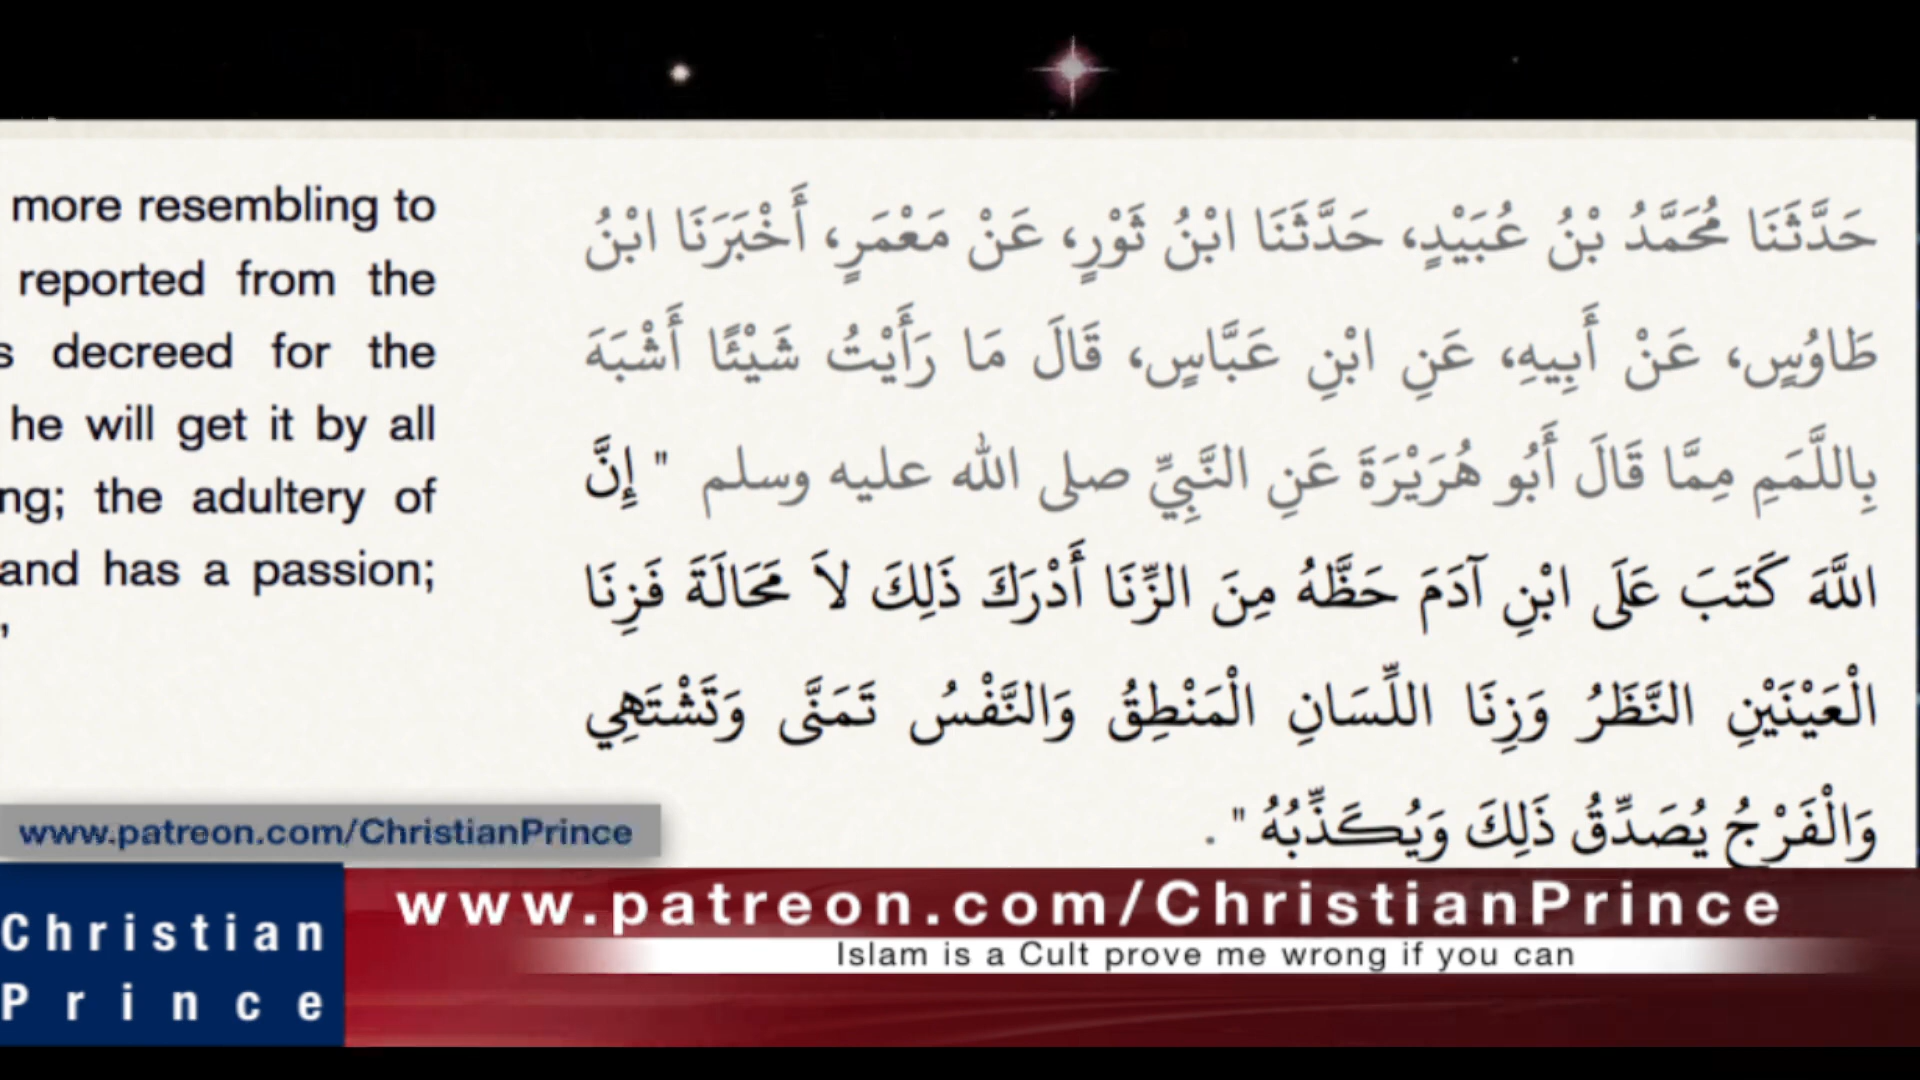 more resembling to
reported from the
s decreed for the
he will get it by all
ng; the adultery of
and has a passion;
"
حَدَّثَنَا مُحَمَّدُ بْنُ عُبَيْدٍ، حَدَّثَنَا ابْنُ ثَوْرٍ، عَنْ مَعْمَرٍ، أَخْبَرَنَا ابْنُ
طَاوُسٍ، عَنْ أَبِيهِ، عَنِ ابْنِ عَبَّاسٍ، قَالَ مَا رَأَيْتُ شَيْئًا أَشْبَهَ
بِاللَّمَمِ مِمَّا قَالَ أَبُو هُرَيْرَةَ عَنِ النَّبِيِّ صلى الله عليه وسلم " إِنَّ
اللَّهَ كَتَبَ عَلَى ابْنِ آدَمَ حَظَّهُ مِنَ الزِّنَا أَدْرَكَ ذَلِكَ لاَ مَحَالَةَ فَزِنَا
الْعَيْنَيْنِ النَّظَرُ وَزِنَا اللِّسَانِ الْمَنْطِقُ وَالنَّفْسُ تَمَنَّى وَتَشْتَهِي
وَالْفَرْجُ يُصَدِّقُ ذَلِكَ وَيُكَذِّبُهُ " .
www.patreon.com/ChristianPrince
Christian
Prince
www.patreon.com/ChristianPrince
Islam is a Cult prove me wrong if you can